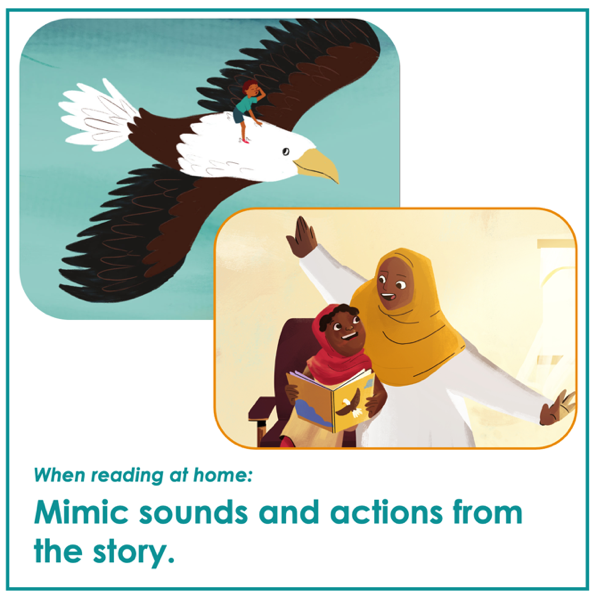 When reading at home:
Mimic sounds and actions from
the story.